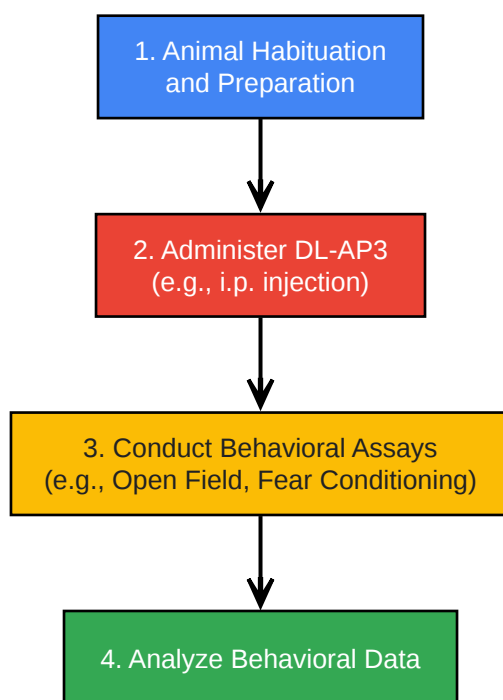 1. Animal Habituation
and Preparation
2. Administer DL-AP3
(e.g., i.p. injection)
3. Conduct Behavioral Assays
(e.g., Open Field, Fear Conditioning)
4. Analyze Behavioral Data